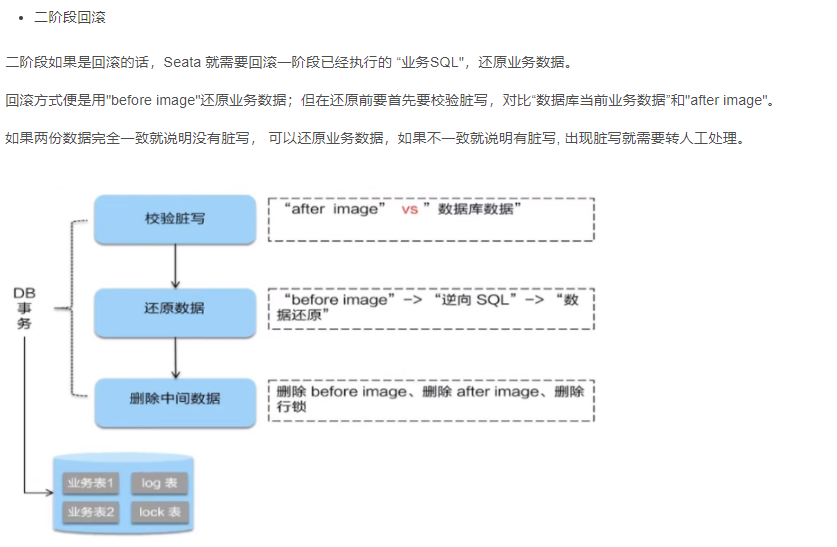 二阶段回滚
二阶段如果是回滚的话，Seata 就需要回滚一阶段已经执行的 “业务SQL"，还原业务数据。
回滚方式便是用"before image"还原业务数据；但在还原前要首先要校验脏写，对比“数据库当前业务数据”和"after image"。
如果两份数据完全一致就说明没有脏写， 可以还原业务数据，如果不一致就说明有脏写, 出现脏写就需要转人工处理。
校验脏写
“after image” vs ”数据库数据”
DB
事
务
还原数据
“before image”–> “逆向 SQL”–> “数
据还原”
删除中间数据
删除 before image、删除 after image、删除
行锁
业务表1
log 表
业务表2
lock 表